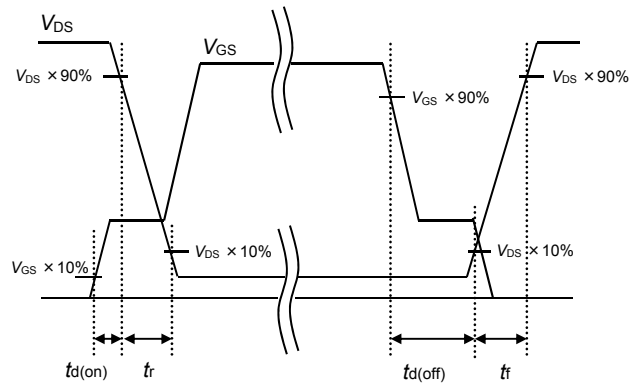 VDS
VGS
VDS × 90%
VGS × 90%
VDS × 90%
VGS × 10%
VDS × 10%
VDS × 10%
td(on)
tr
td(off)
tf